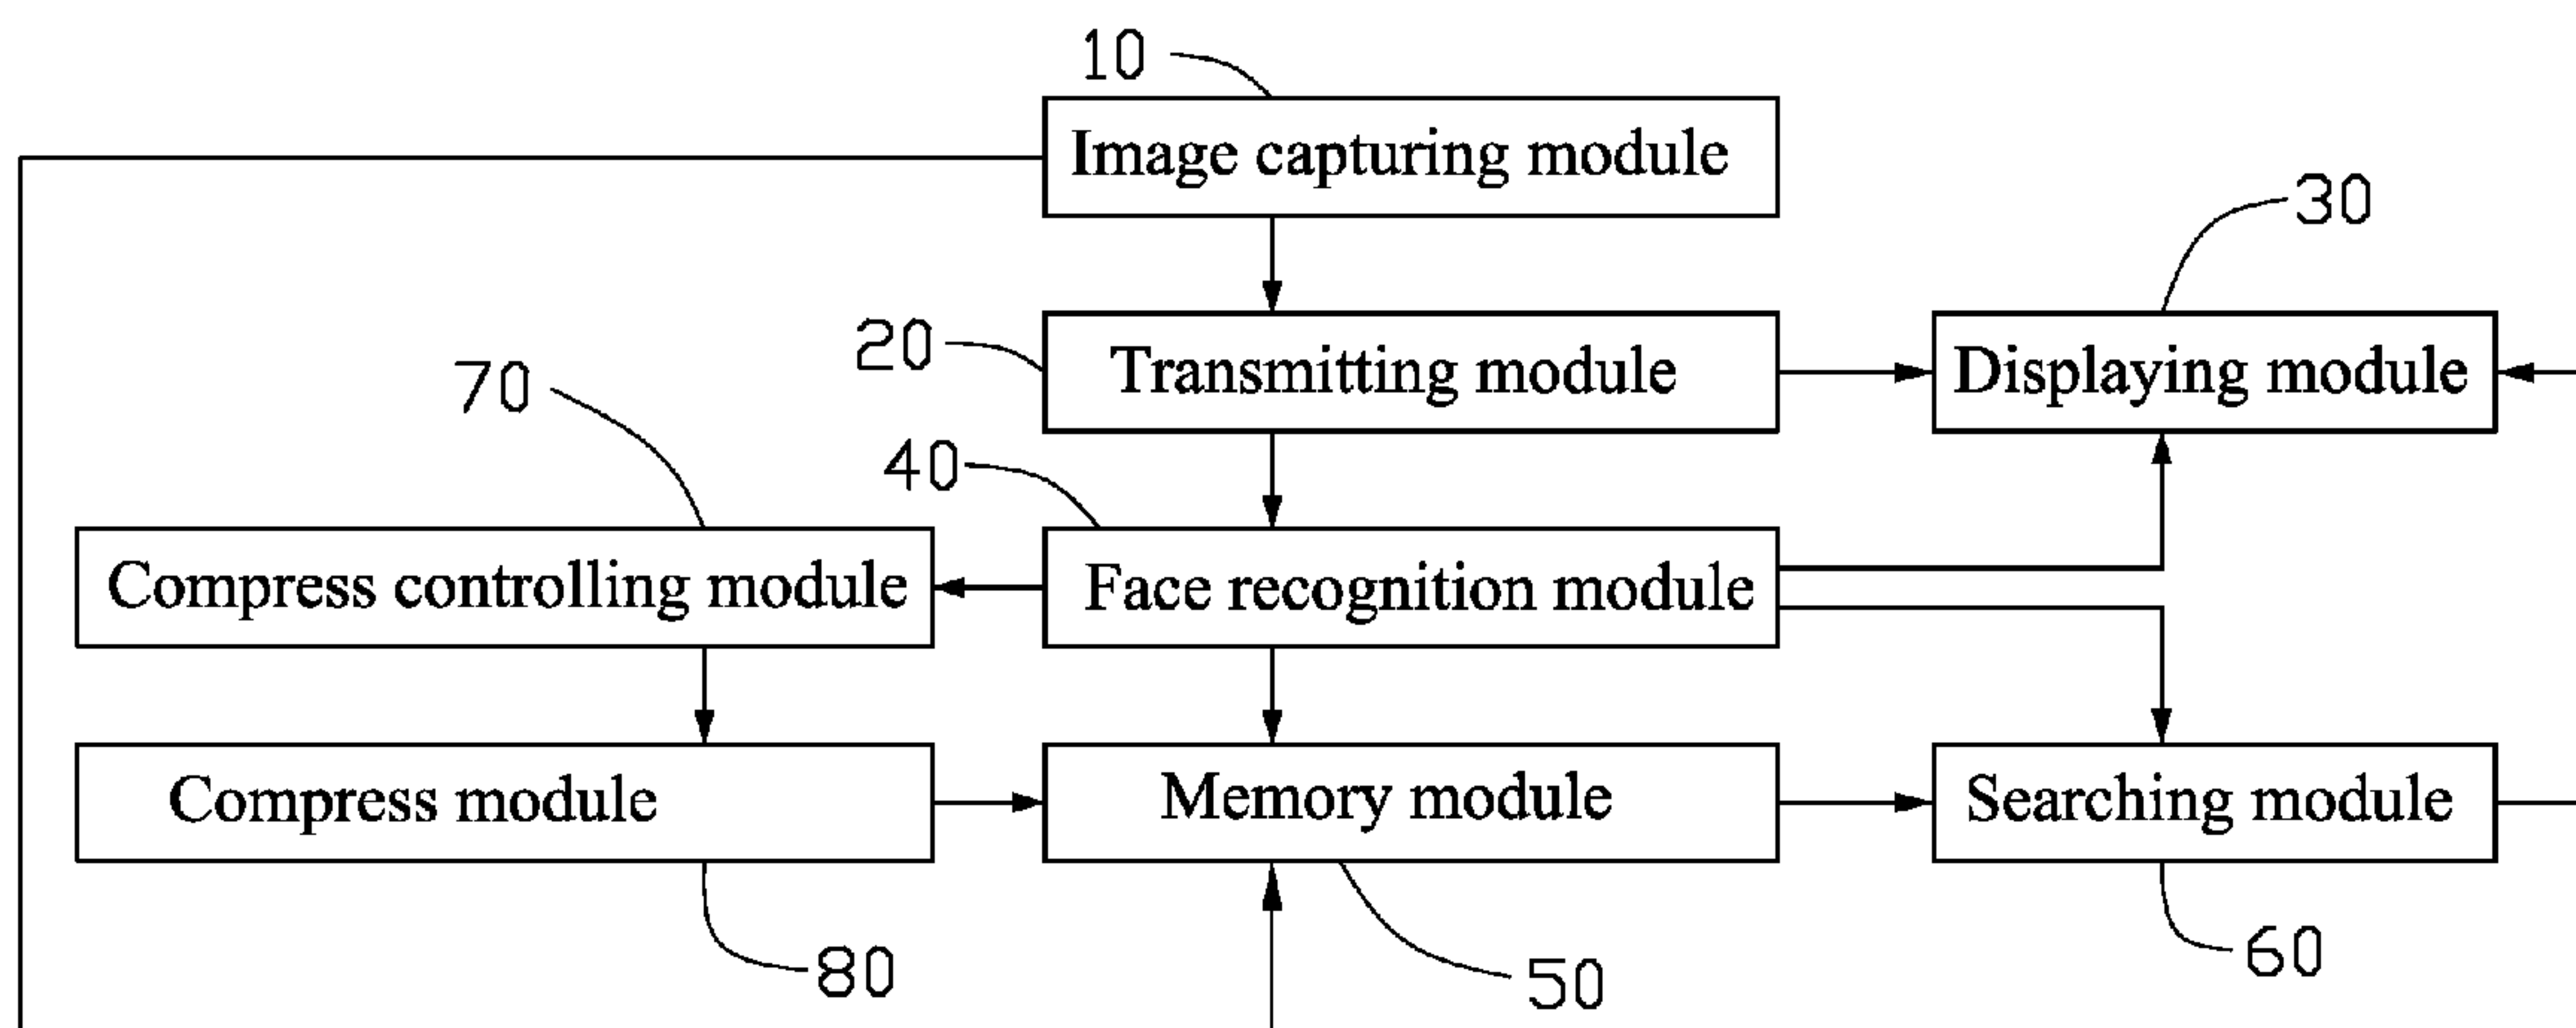 10
Image capturing module
30
20
Transmitting module
Displaying module
70
40
Compress controlling module
Face recognition module
Compress module
Memory module
Searching module
80
50
60